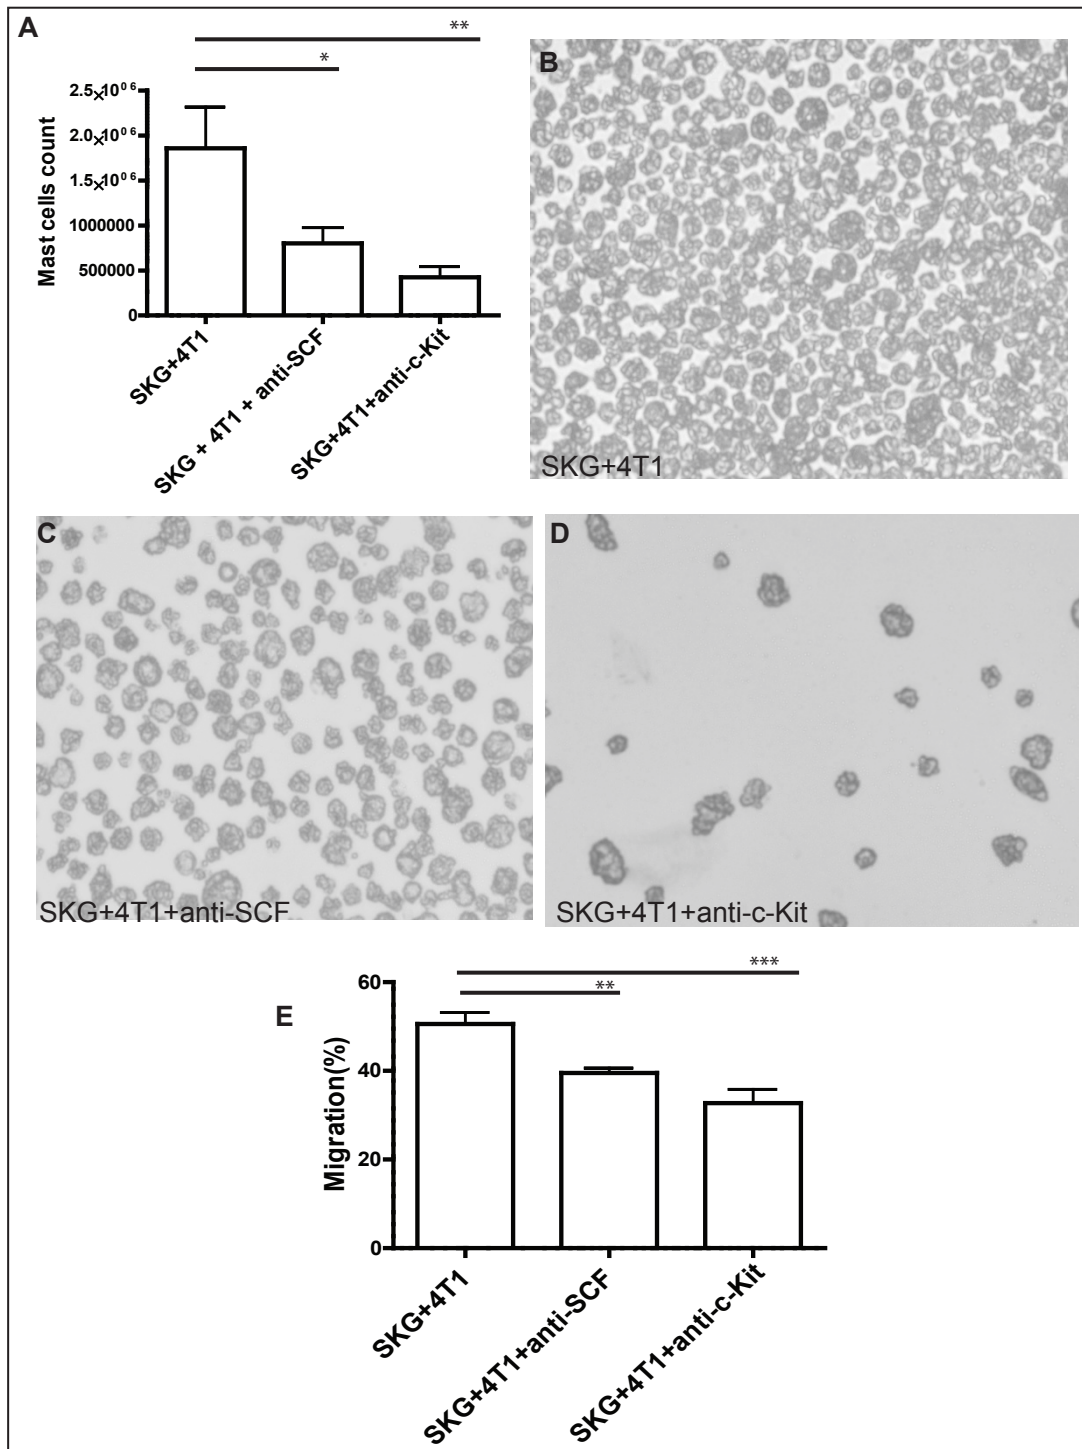 A
**
*
2.5×10⁰⁶
2.0×10⁰⁶
1.5×10⁰⁶
1000000
500000
0
Mast cells count
SKG+4T1
SKG + 4T1 + anti-SCF
SKG+4T1+anti-c-Kit
B
SKG+4T1
C
SKG+4T1+anti-SCF
D
SKG+4T1+anti-c-Kit
E
***
**
60
40
20
0
Migration(%)
SKG+4T1
SKG+4T1+anti-SCF
SKG+4T1+anti-c-Kit